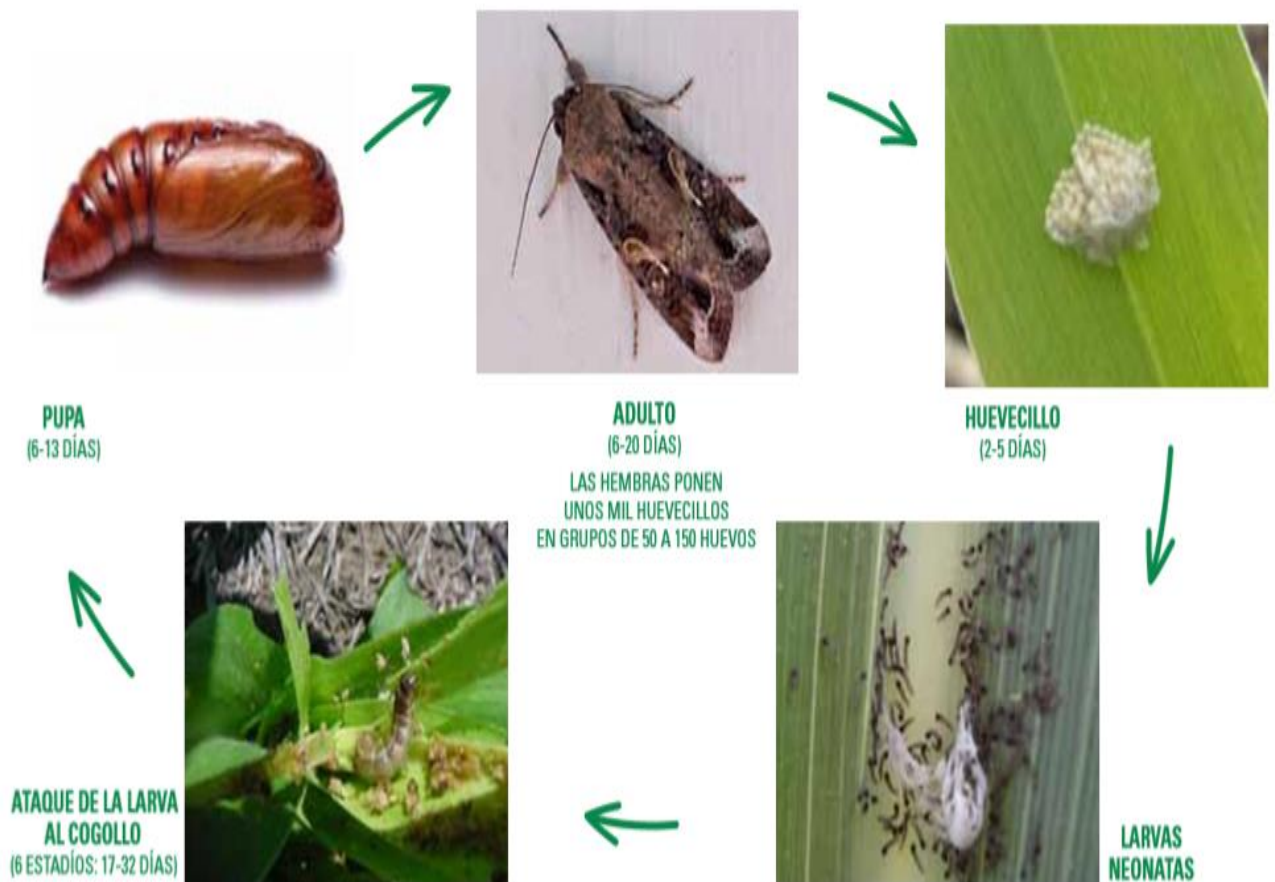 PUPA
(6-13 DÍAS)
ADULTO
(6-20 DÍAS)
LAS HEMBRAS PONEN
UNOS MIL HUEVECILLOS
EN GRUPOS DE 50 A 150 HUEVOS
HUEVECILLO
(2-5 DÍAS)
LARVAS
NEONATAS
ATAQUE DE LA LARVA
AL COGOLLO
(6 ESTADÍOS: 17-32 DÍAS)